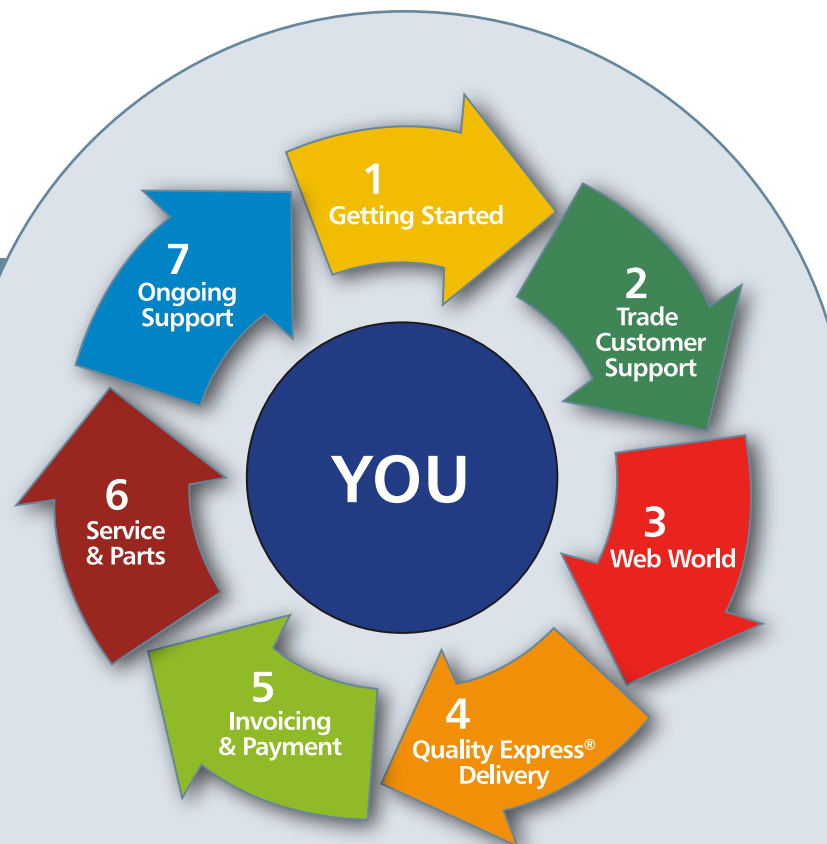 1
Getting Started
2
Trade
Customer
Support
3
Web World
4
Quality Express®
Delivery
5
Invoicing
& Payment
6
Service
& Parts
7
Ongoing
Support
YOU